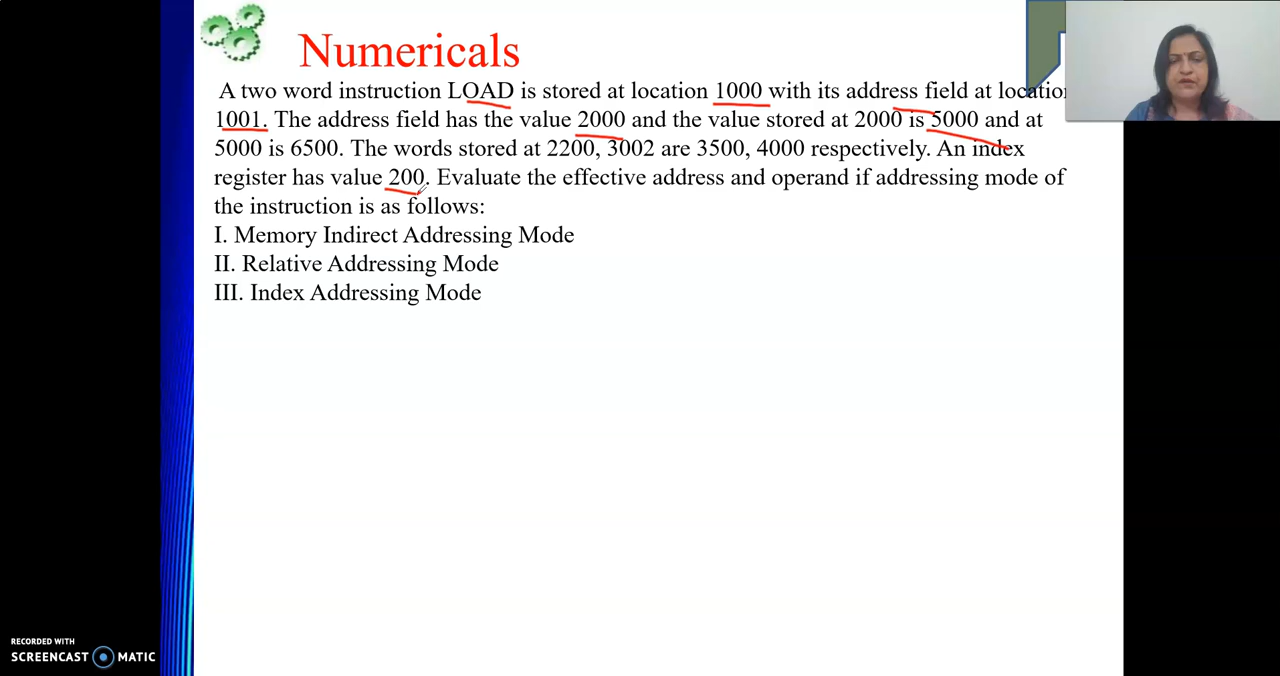 Numericals
A two word instruction LOAD is stored at location 1000 with its address field at
1001. The address field has the value 2000 and the value stored at 2000 is 5000 and at
5000 is 6500. The words stored at 2200, 3002 are 3500, 4000 respectively. An index
register has value 200. Evaluate the effective address and operand if addressing mode of
the instruction is as follows:
I. Memory Indirect Addressing Mode
II. Relative Addressing Mode
III. Index Addressing Mode
RECORDED WITH
SCREENCAST MATIC